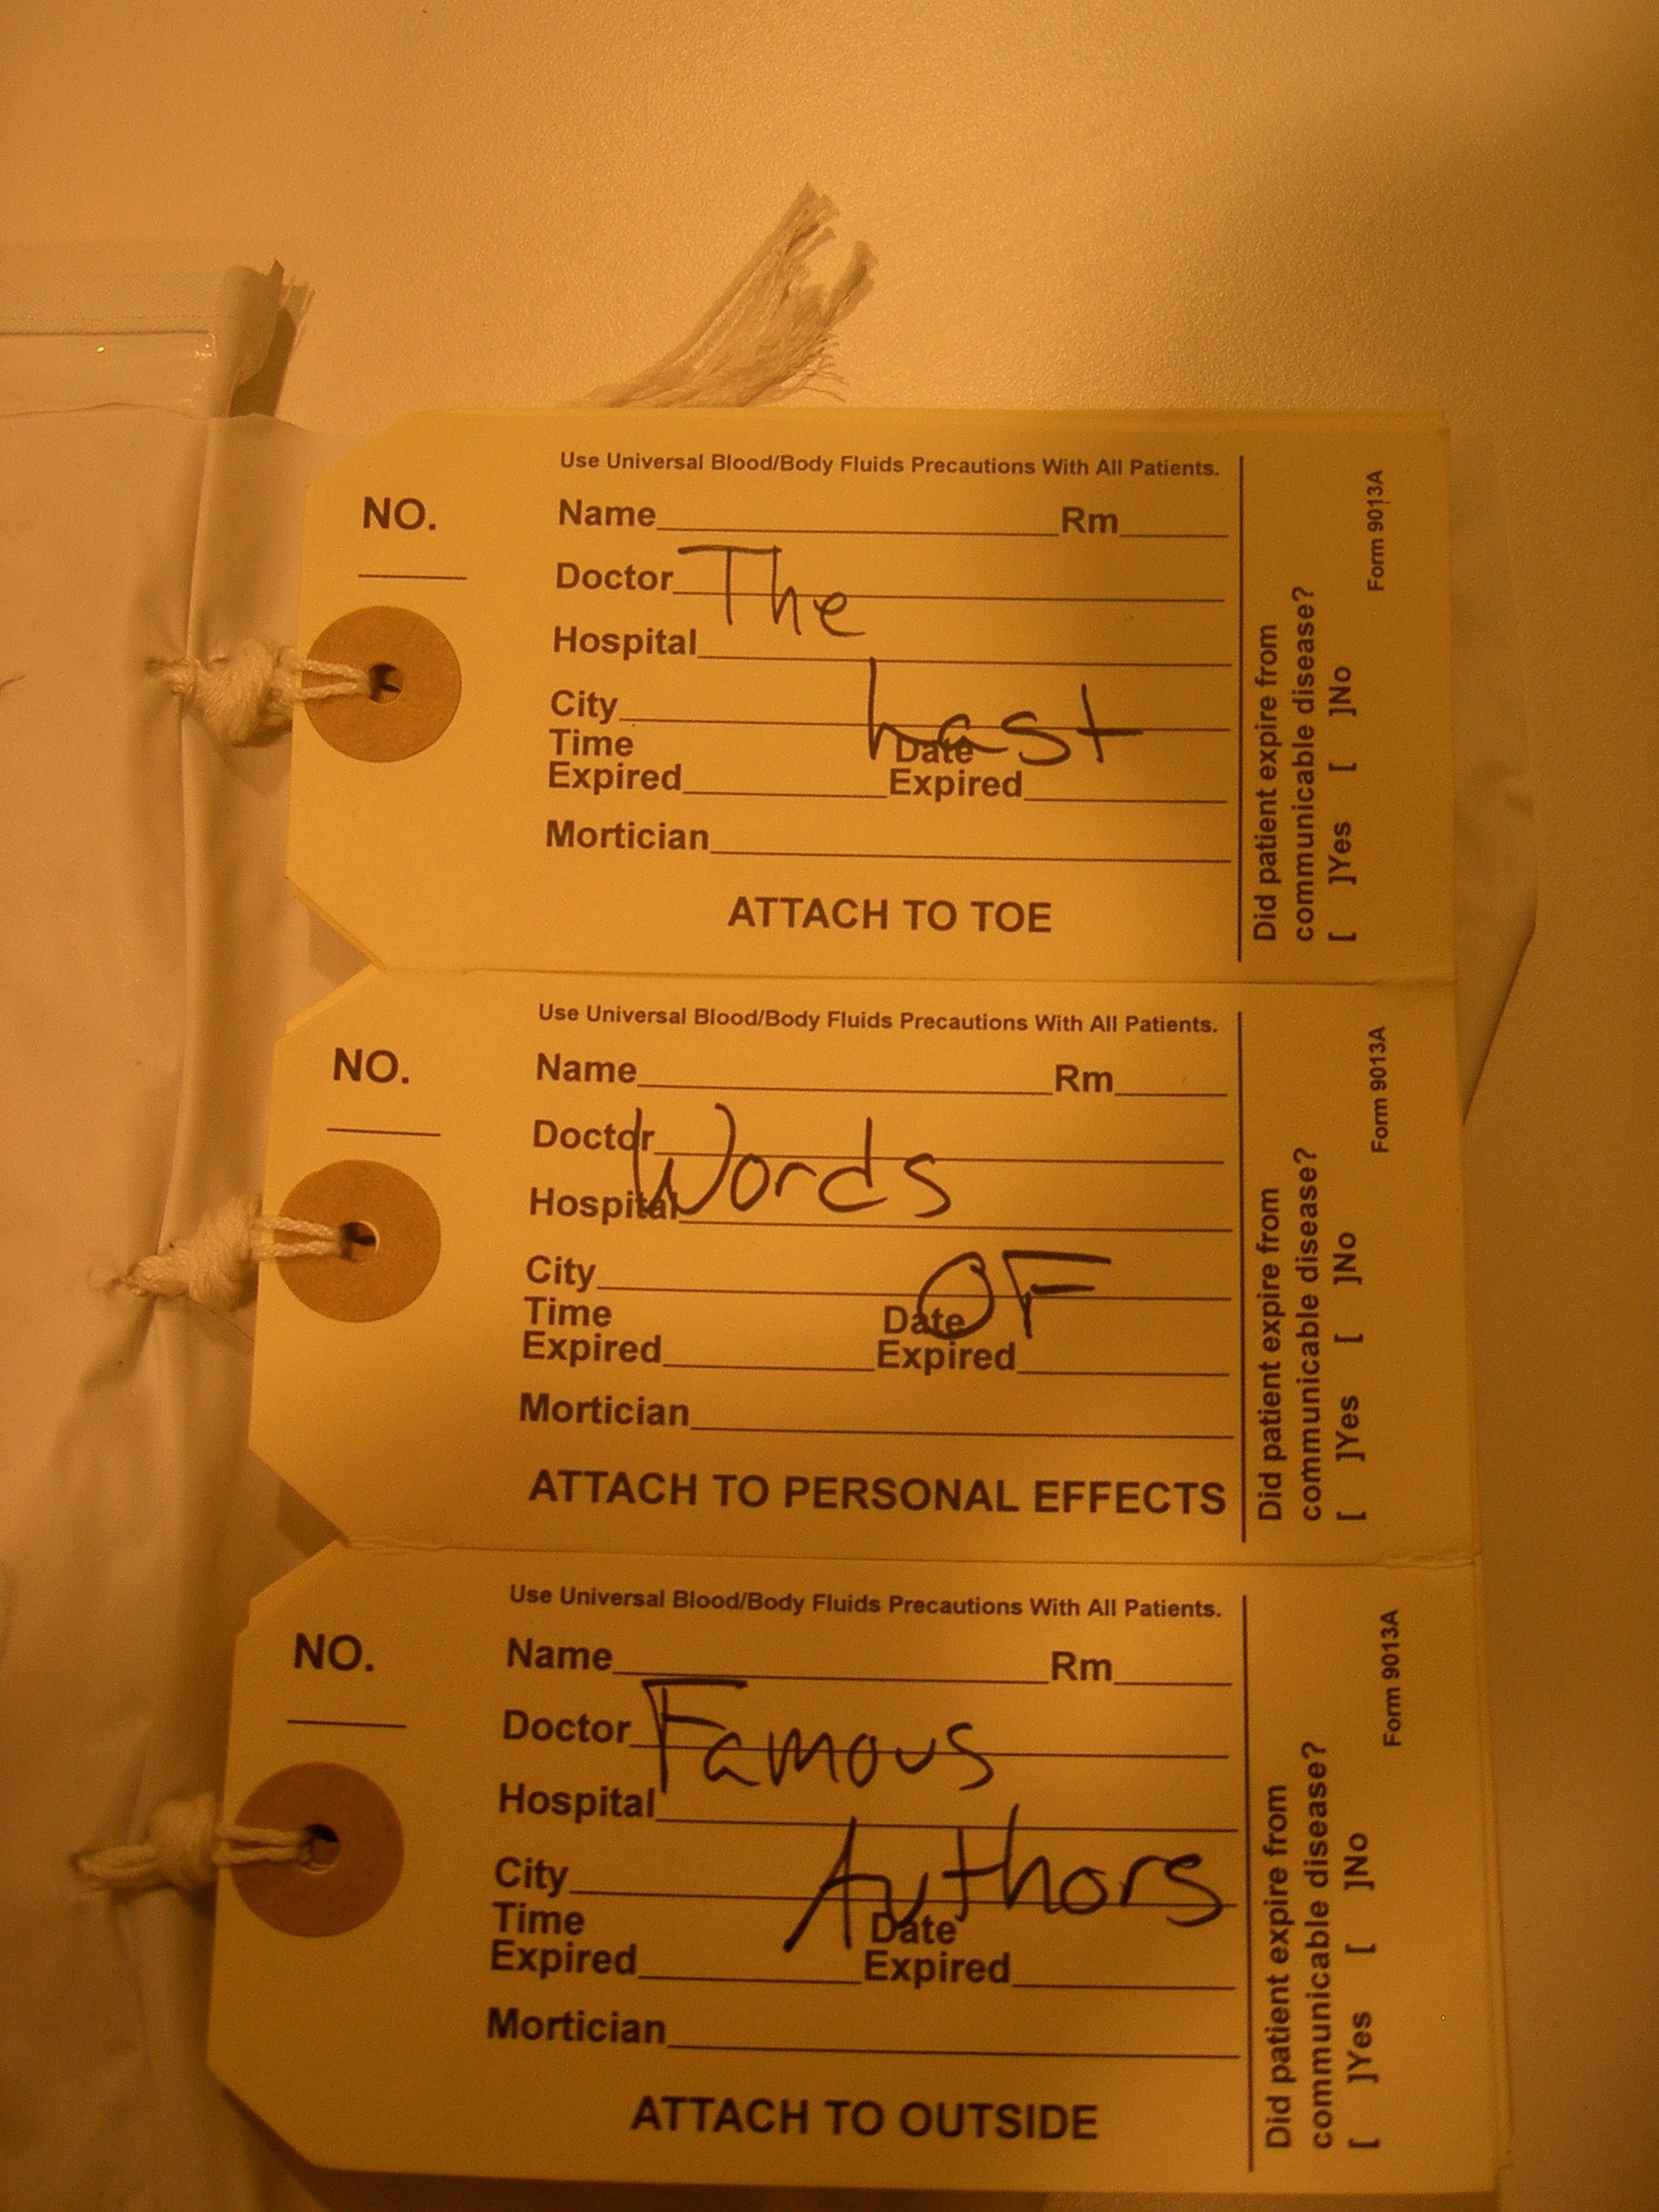 Use Universal Blood/Body Fluids Precautions With All Patients.
NO.
Name Rm
Doctor The
Hospital
City Last
Time Date
Expired Expired
Mortician
ATTACH TO TOE
Did patient expire from
communicable disease?
[ ]Yes [ ]No
Form 9013A
Use Universal Blood/Body Fluids Precautions With All Patients.
NO.
Name Rm
Doctor Words
Hospital
City OF
Time Date
Expired Expired
Mortician
ATTACH TO PERSONAL EFFECTS
Did patient expire from
communicable disease?
[ ]Yes [ ]No
Form 9013A
Use Universal Blood/Body Fluids Precautions With All Patients.
NO.
Name Rm
Doctor Famous
Hospital
City Authors
Time Date
Expired Expired
Mortician
ATTACH TO OUTSIDE
Did patient expire from
communicable disease?
[ ]Yes [ ]No
Form 9013A